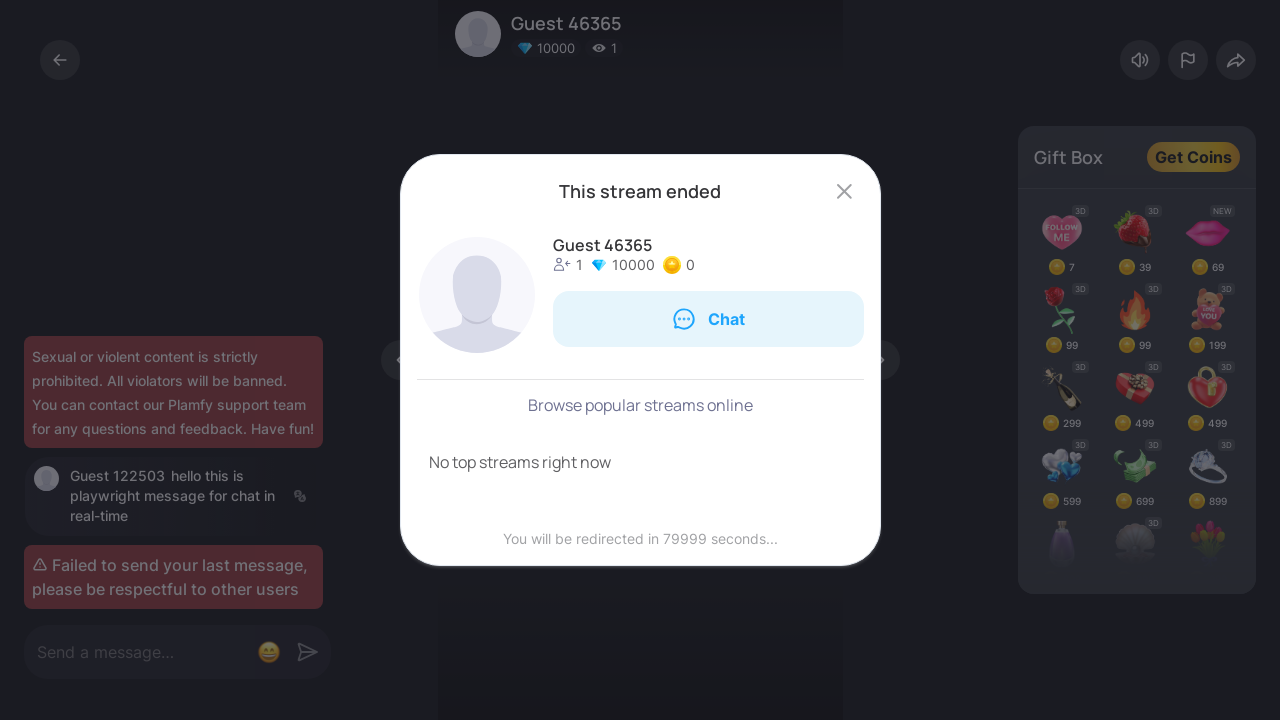 Guest 46365
10000 1
Gift Box
Get Coins
3D 3D NEW
FOLLOW
ME
7 39 69
3D 3D 3D
YOU
99 99 199
3D 3D 3D
299 499 499
3D 3D 3D
599 699 899
3D
Sexual or violent content is strictly
prohibited. All violators will be banned.
You can contact our Plamfy support team
for any questions and feedback. Have fun!
Guest 122503 hello this is
playwright message for chat in
real-time
Failed to send your last message,
please be respectful to other users
Send a message...
This stream ended
Guest 46365
1 10000 0
Chat
Browse popular streams online
No top streams right now
You will be redirected in 79999 seconds...